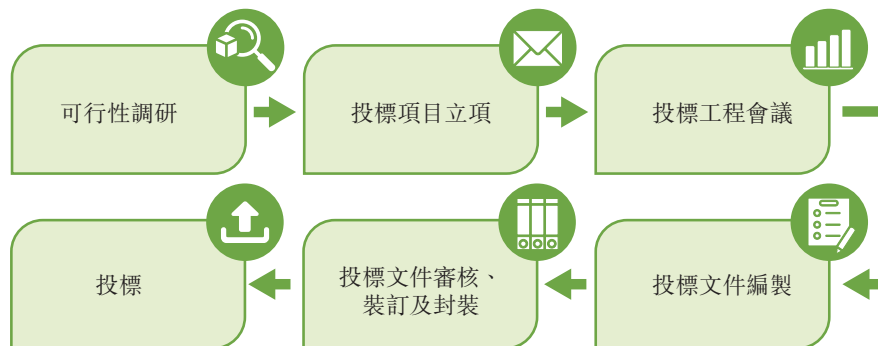 可行性調研
投標項目立項
投標工程會議
投標文件編製
投標文件審核、
裝訂及封裝
投標